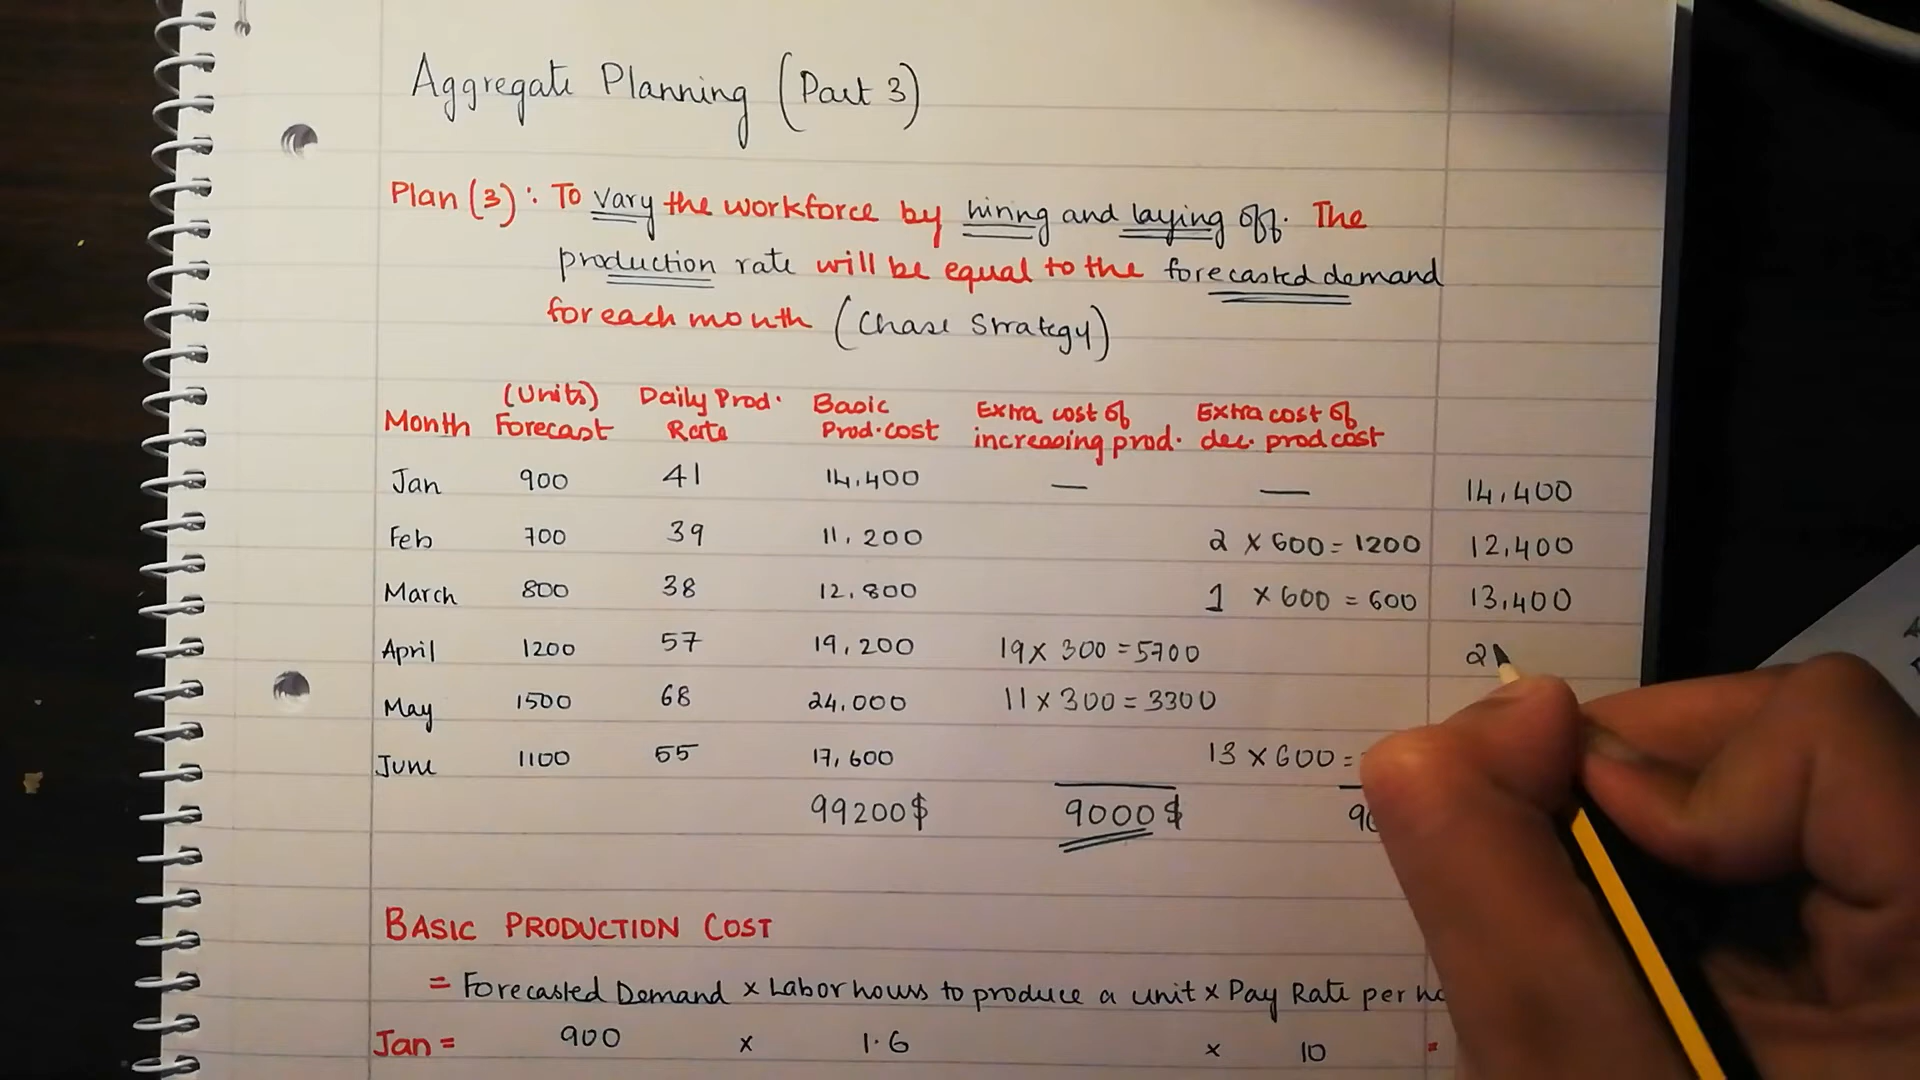 Aggregate Planning (Part 3)
Plan (3): To vary the workforce by hiring and laying off. The
production rate will be equal to the forecasted demand
for each month (Chase Strategy)
Month (Units) Forecast Daily Prod. Rate Basic Prod. cost Extra cost of increasing prod. Extra cost of dec. prod cost
Jan 900 41 14,400 — — 14,400
Feb 700 39 11,200 2 x 600 = 1200 12,400
March 800 38 12,800 1 x 600 = 600 13,400
April 1200 57 19,200 19 x 300 = 5700 2
May 1500 68 24,000 11 x 300 = 3300
June 1100 55 17,600 13 x 600 =
99200$ 9000$ 9
BASIC PRODUCTION COST
= Forecasted Demand x Labor hours to produce a unit x Pay Rate per
Jan = 900 x 1.6 x 10 =